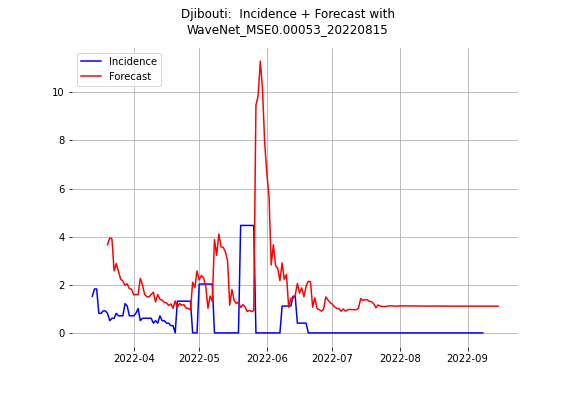 Djibouti:  Incidence + Forecast with
WaveNet_MSE0.00053_20220815
Incidence
Forecast
10
8
6
4
2
0
2022-04 2022-05 2022-06 2022-07 2022-08 2022-09